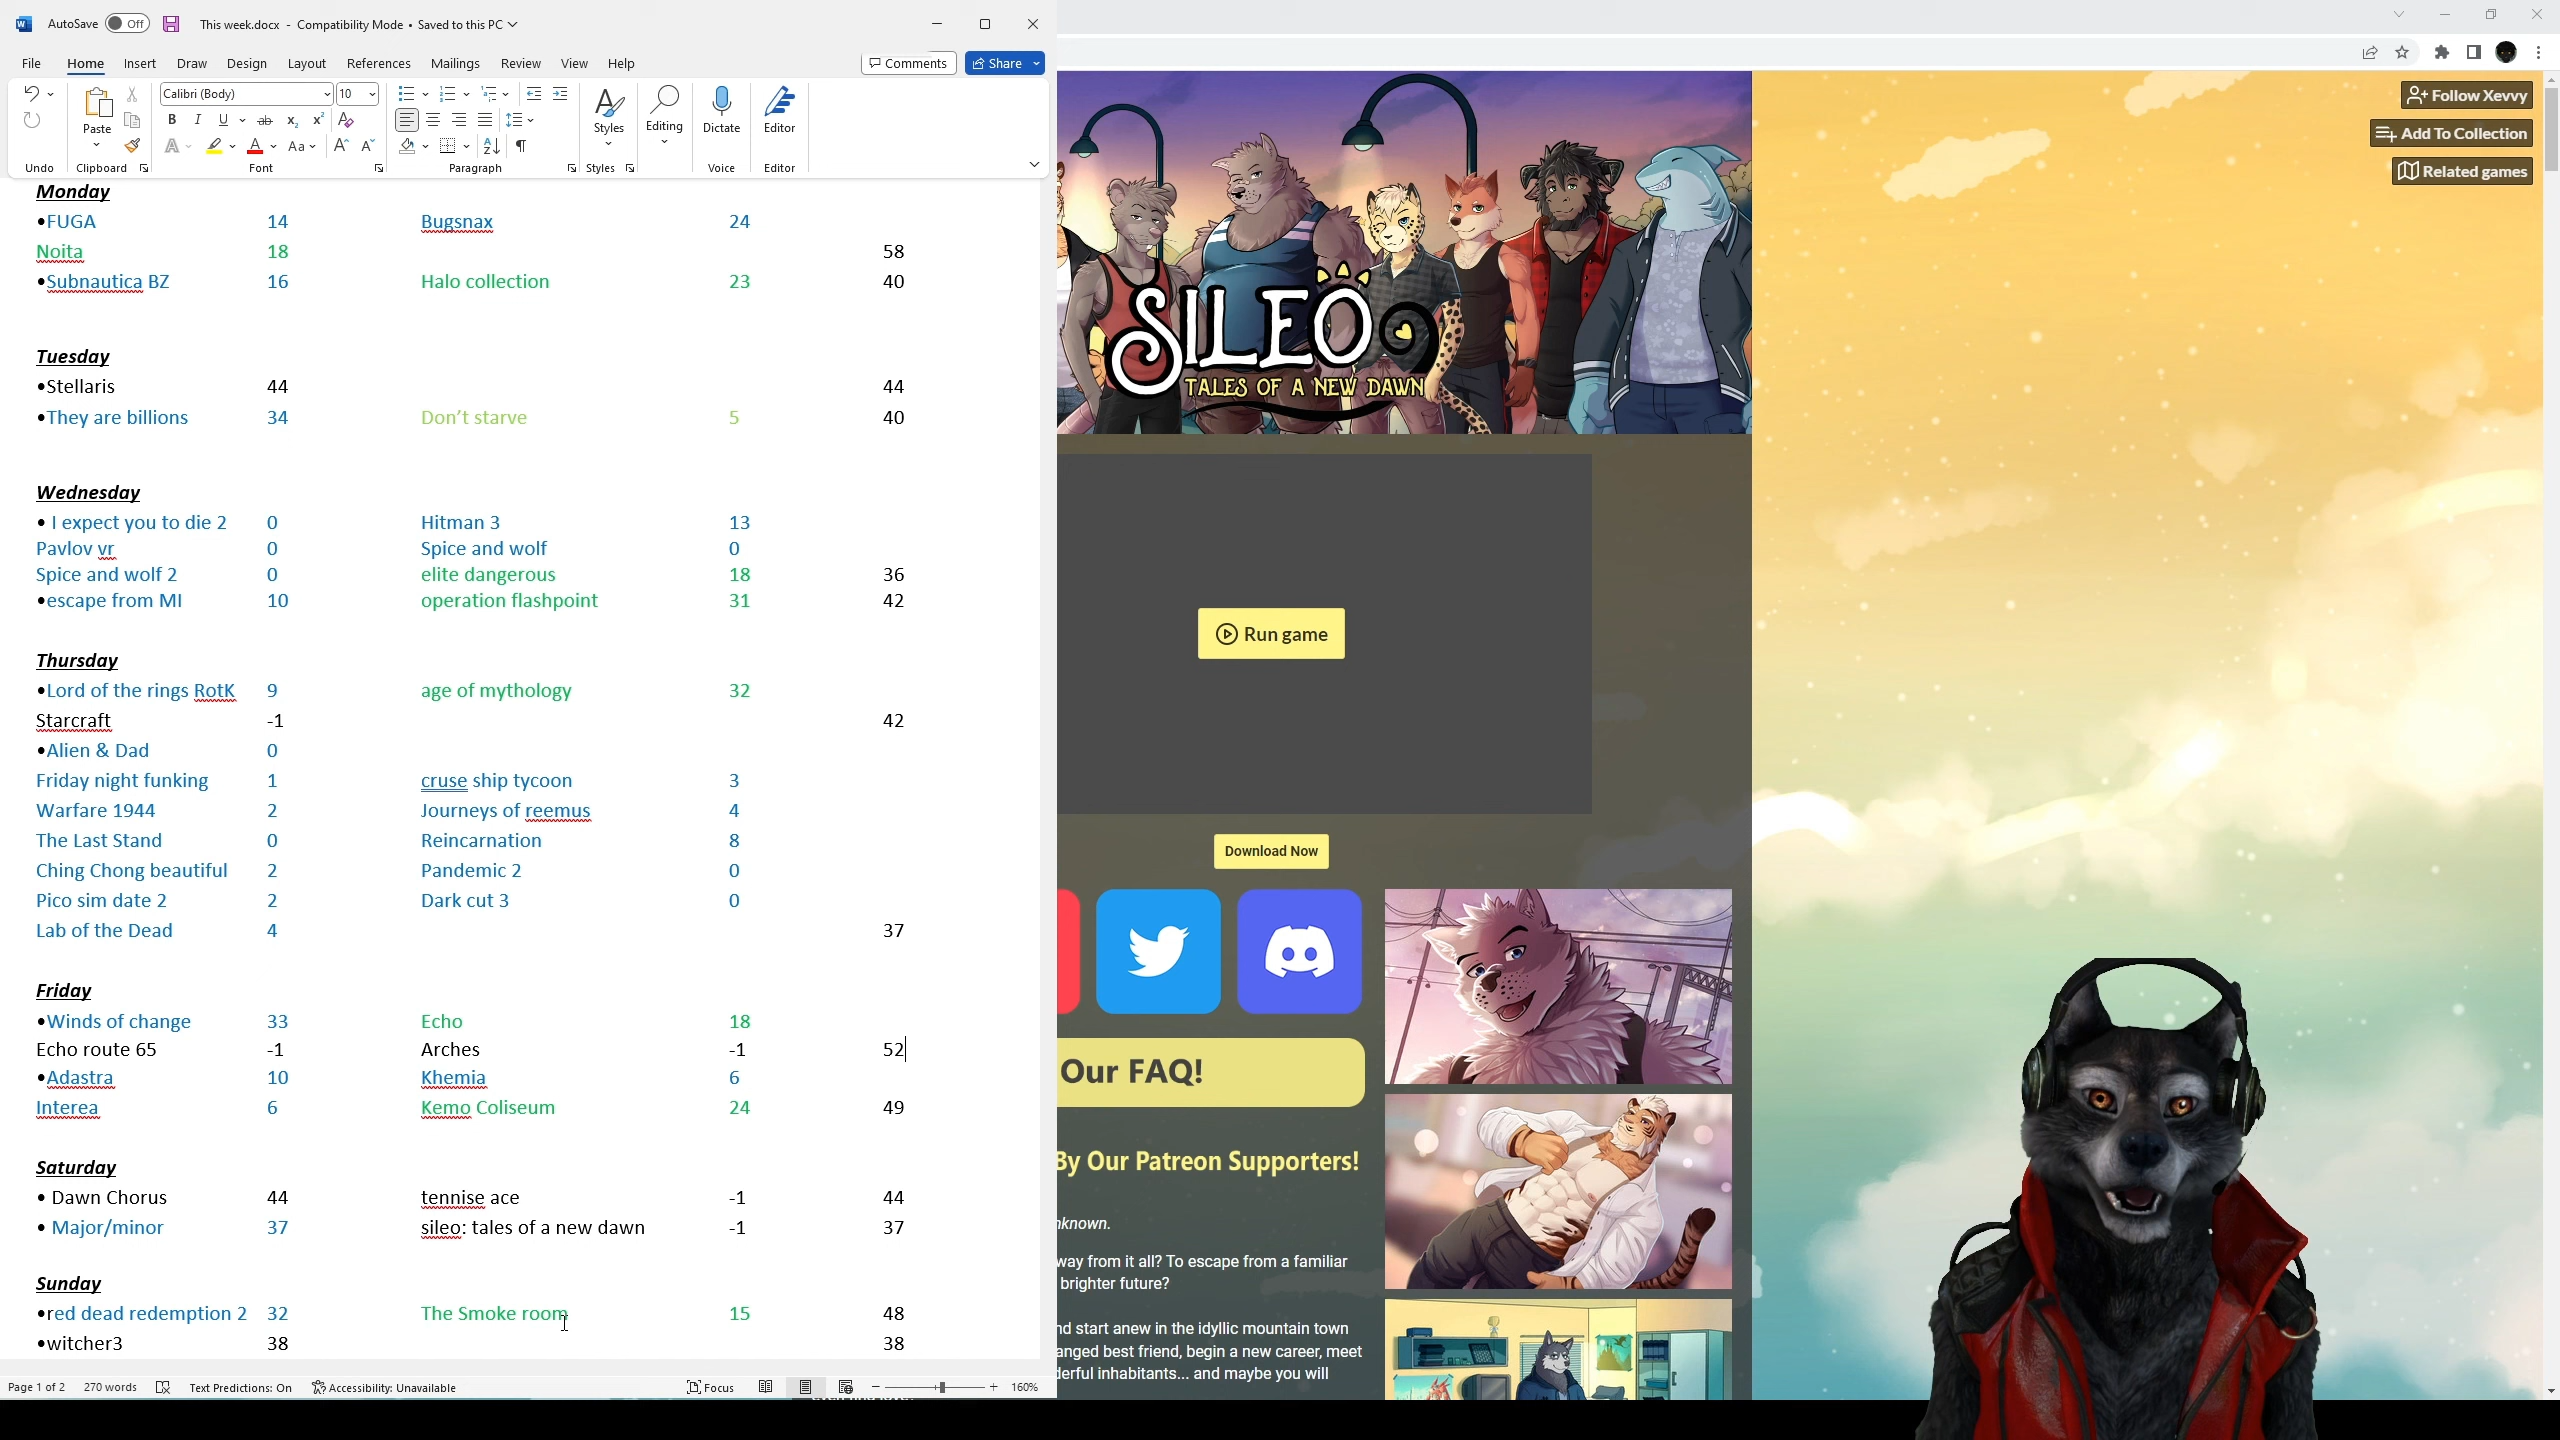 AutoSave Off This week.docx - Compatibility Mode • Saved to this PC
File Home Insert Draw Design Layout References Mailings Review View Help Comments Share
Calibri (Body) 10
Paste Styles Editing Dictate Editor
Undo Clipboard Font Paragraph Styles Voice Editor
Monday
•FUGA 14 Bugsnax 24
Noita 18 58
•Subnautica BZ 16 Halo collection 23 40
Tuesday
•Stellaris 44 44
•They are billions 34 Don’t starve 5 40
Wednesday
• I expect you to die 2 0 Hitman 3 13
Pavlov vr 0 Spice and wolf 0
Spice and wolf 2 0 elite dangerous 18 36
•escape from MI 10 operation flashpoint 31 42
Thursday
•Lord of the rings RotK 9 age of mythology 32
Starcraft -1 42
•Alien & Dad 0
Friday night funking 1 cruse ship tycoon 3
Warfare 1944 2 Journeys of reemus 4
The Last Stand 0 Reincarnation 8
Ching Chong beautiful 2 Pandemic 2 0
Pico sim date 2 2 Dark cut 3 0
Lab of the Dead 4 37
Friday
•Winds of change 33 Echo 18
Echo route 65 -1 Arches -1 52
•Adastra 10 Khemia 6
Interea 6 Kemo Coliseum 24 49
Saturday
• Dawn Chorus 44 tennise ace -1 44
• Major/minor 37 sileo: tales of a new dawn -1 37
Sunday
•red dead redemption 2 32 The Smoke room 15 48
•witcher3 38 38
Page 1 of 2 270 words Text Predictions: On Accessibility: Unavailable Focus 160%
Follow Xevvy
Add To Collection
Related games
SILEO
TALES OF A NEW DAWN
Run game
Download Now
Our FAQ!
By Our Patreon Supporters!
nknown.
way from it all? To escape from a familiar
brighter future?
nd start anew in the idyllic mountain town
anged best friend, begin a new career, meet
derful inhabitants... and maybe you will